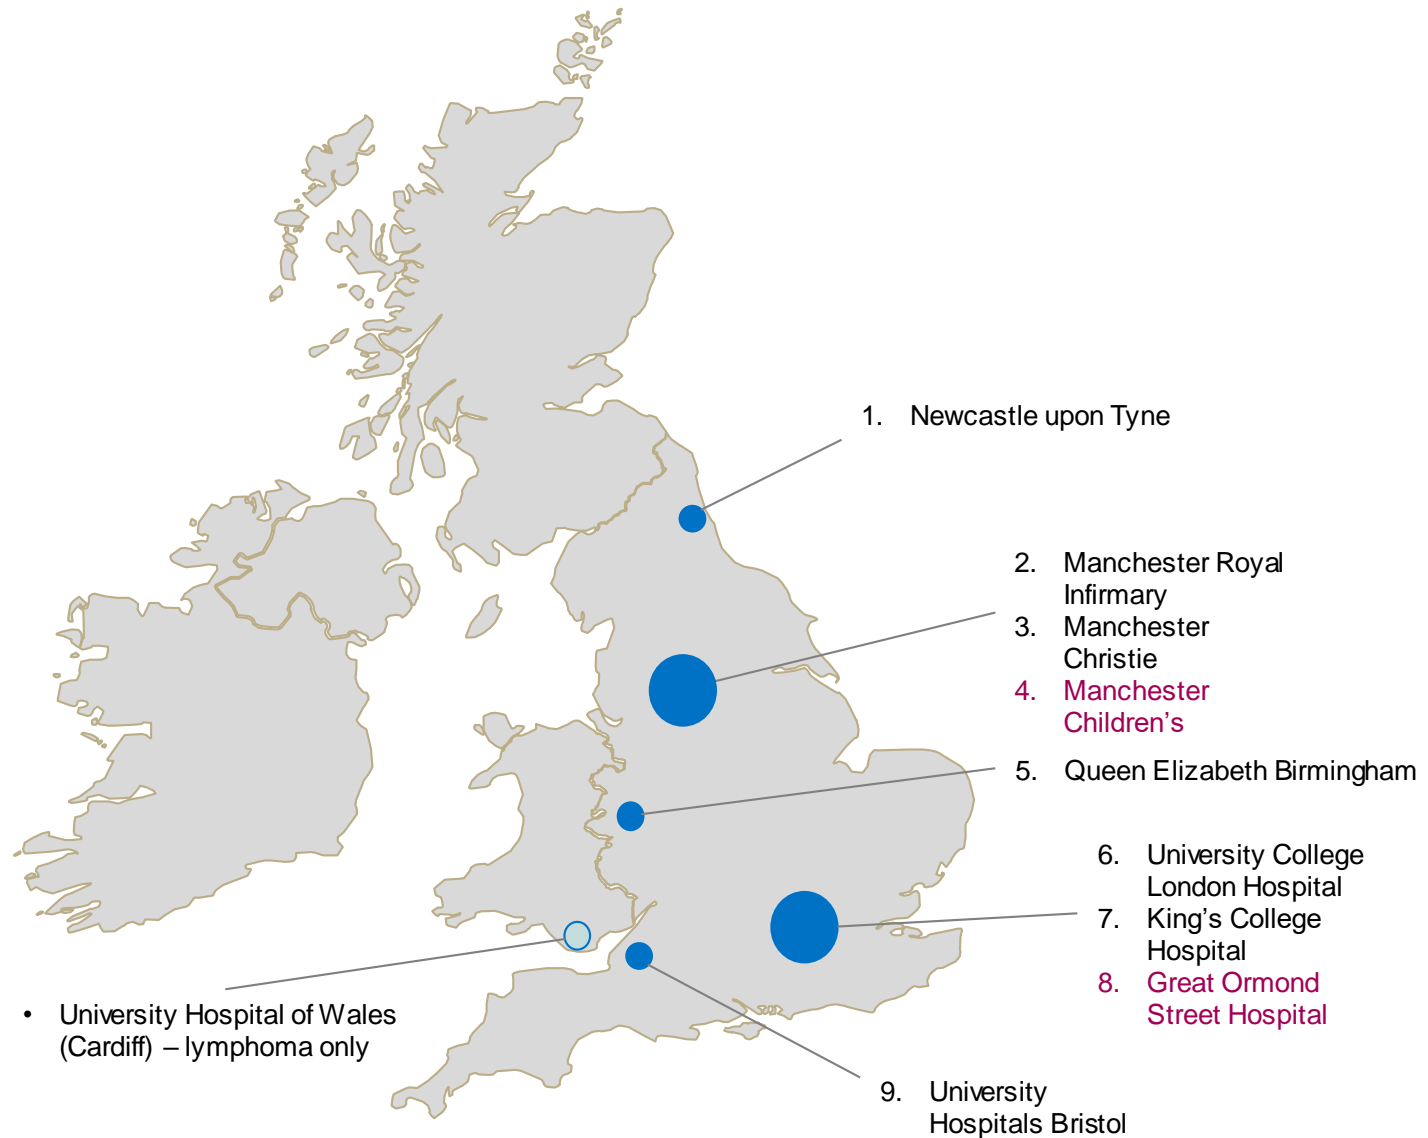 1. Newcastle upon Tyne
2. Manchester Royal
Infirmary
3. Manchester
Christie
4. Manchester
Children’s
5. Queen Elizabeth Birmingham
6. University College
London Hospital
7. King’s College
Hospital
8. Great Ormond
Street Hospital
• University Hospital of Wales
(Cardiff) – lymphoma only
9. University
Hospitals Bristol